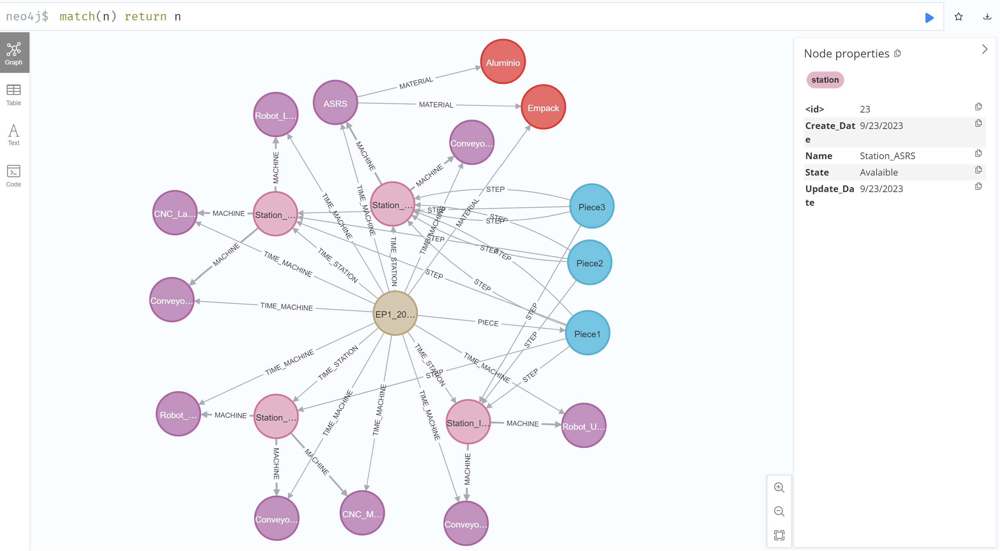 neo4j$ match(n) return n
Graph
Table
Text
Code
Aluminio
ASRS
MATERIAL
Empack
MATERIAL
Robot_L...
Conveyo...
MACHINE
MACHINE
MACHINE
STEP
Piece3
CNC_La...
MACHINE
Station_...
Station_...
STEP
STEP
STEP
TIME_MACHINE
TIME_MACHINE
TIME_MACHINE
MATERIAL
STEP
TIME_STATION
STEP
STEP
Piece2
MACHINE
TIME_MACHINE
TIME_STATION
STEP
STEP
Conveyo...
TIME_MACHINE
EP1_20...
PIECE
STEP
Piece1
STEP
TIME_MACHINE
TIME_STATION
TIME_STATION
STEP
TIME_MACHINE
STEP
Robot_...
MACHINE
Station_...
TIME_MACHINE
TIME_MACHINE
TIME_MACHINE
Station_I...
MACHINE
Robot_U...
MACHINE
MACHINE
MACHINE
Conveyo...
CNC_M...
Conveyo...
Node properties
station
<id> 23
Create_Dat 9/23/2023
e
Name Station_ASRS
State Avalaible
Update_Da 9/23/2023
te